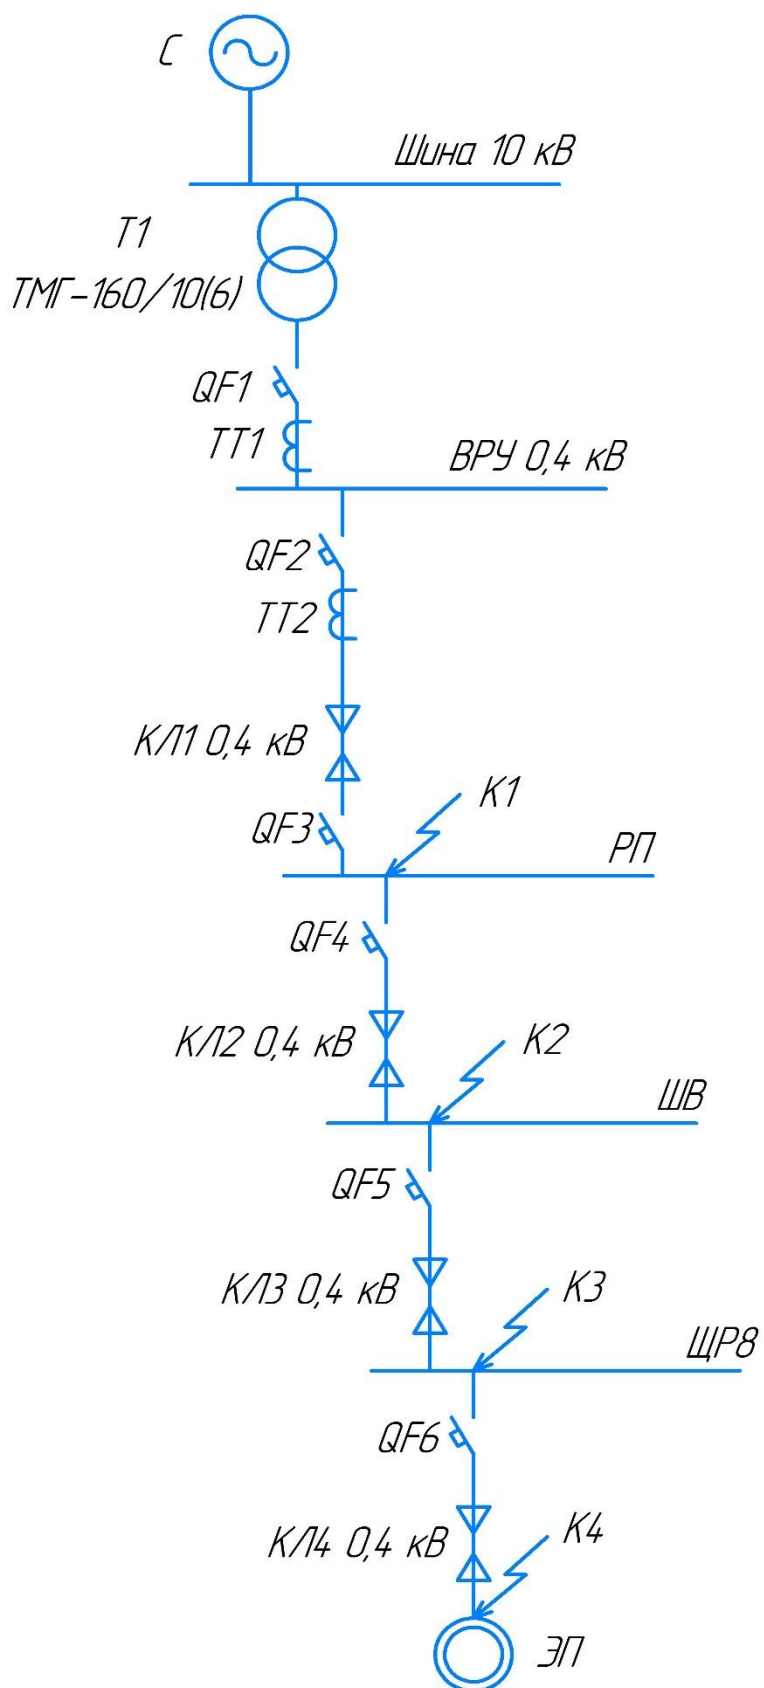 С
Шина 10 кВ
Т1
ТМГ-160/10(6)
QF1
ТТ1
ВРУ 0,4 кВ
QF2
ТТ2
КЛ1 0,4 кВ
К1
QF3
РП
QF4
КЛ2 0,4 кВ
К2
ШВ
QF5
КЛ3 0,4 кВ
К3
ЩР8
QF6
КЛ4 0,4 кВ
К4
ЭП